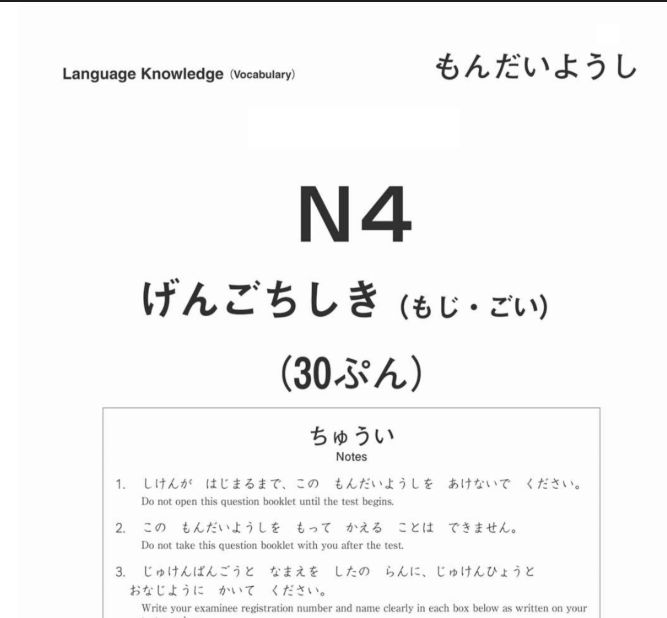 Language Knowledge (Vocabulary)
もんだいようし
N4
げんごちしき (もじ・ごい)
(30ぷん)
ちゅうい
Notes
1. しけんが はじまるまで、この もんだいようしを あけないで ください。
Do not open this question booklet until the test begins.
2. この もんだいようしを もって かえる ことは できません。
Do not take this question booklet with you after the test.
3. じゅけんばんごうと なまえを したの らんに、じゅけんひょうと
おなじように かいて ください。
Write your examinee registration number and name clearly in each box below as written on your